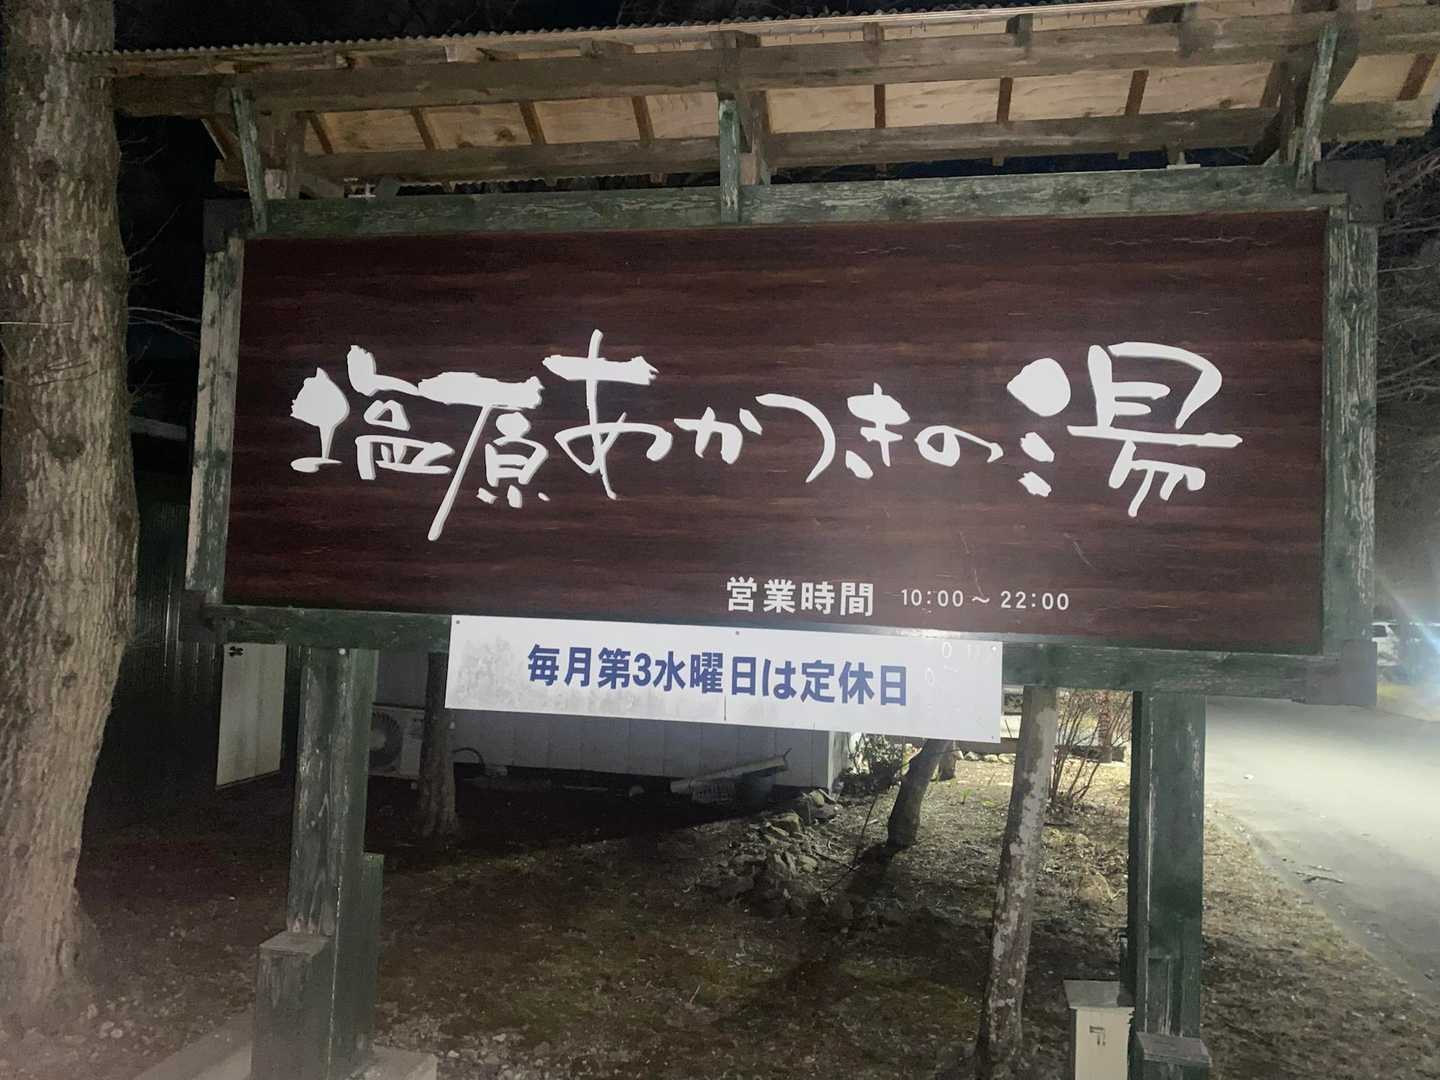 塩原あかつきの湯
営業時間 10:00～22:00
毎月第3水曜日は定休日